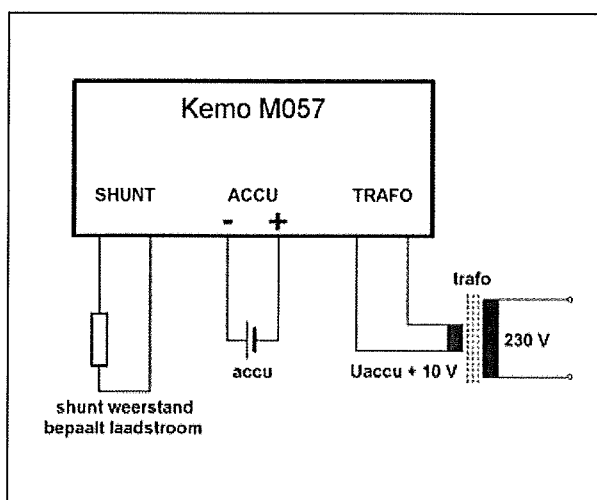 Kemo M057
SHUNT ACCU TRAFO
- +
trafo
230 V
accu
Uaccu + 10 V
shunt weerstand
bepaalt laadstroom